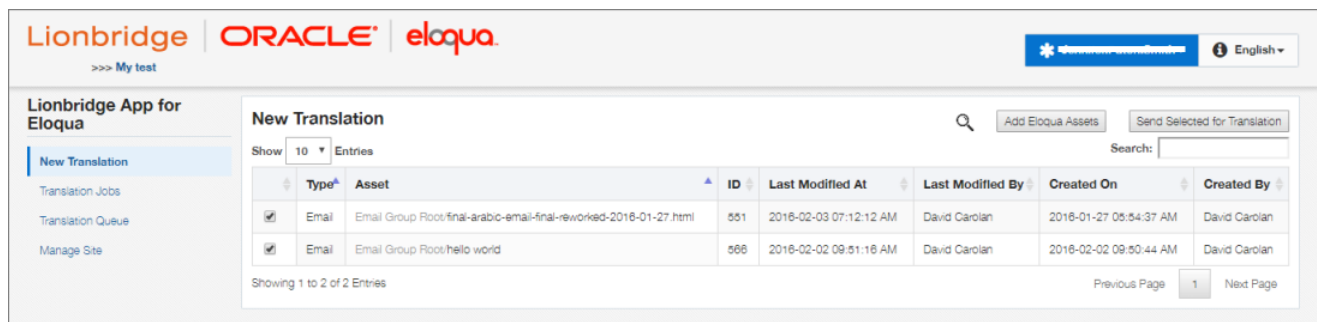 Lionbridge ORACLE eloqua
>>> My test
English
Lionbridge App for
Eloqua
New Translation
Translation Jobs
Translation Queue
Manage Site
New Translation
Add Eloqua Assets Send Selected for Translation
Show 10 Entries Search:
Type Asset ID Last Modified At Last Modified By Created On Created By
Email Email Group Root/final-arabic-email-final-reworked-2016-01-27.html 551 2016-02-03 07:12:12 AM David Carolan 2016-01-27 05:54:37 AM David Carolan
Email Email Group Root/hello world 566 2016-02-02 09:51:16 AM David Carolan 2016-02-02 09:50:44 AM David Carolan
Showing 1 to 2 of 2 Entries Previous Page 1 Next Page